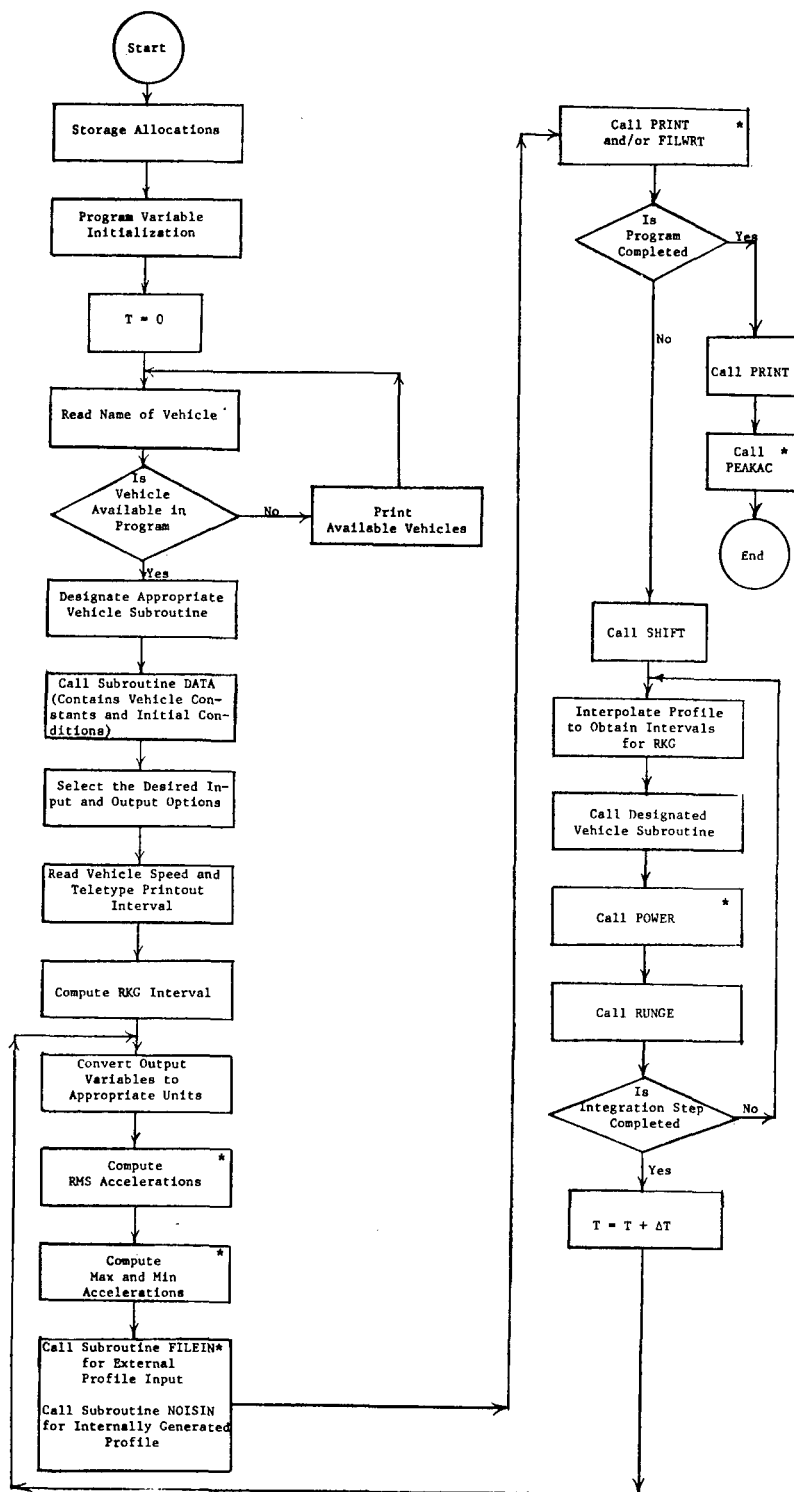 Start
Storage Allocations
Program Variable
Initialization
T = 0
Read Name of Vehicle
Is
Vehicle
Available in
Program
No
Print
Available Vehicles
Yes
Designate Appropriate
Vehicle Subroutine
Call Subroutine DATA
(Contains Vehicle Con-
stants and Initial Con-
ditions)
Select the Desired In-
put and Output Options
Read Vehicle Speed and
Teletype Printout
Interval
Compute RKG Interval
Convert Output
Variables to
Appropriate Units
Compute *
RMS Accelerations
Compute *
Max and Min
Accelerations
Call Subroutine FILEIN*
for External
Profile Input
Call Subroutine NOISIN
for Internally Generated
Profile
Call PRINT *
and/or FILWRT
Is
Program
Completed
Yes
No
Call PRINT
Call *
PEAKAC
End
Call SHIFT
Interpolate Profile
to Obtain Intervals
for RKG
Call Designated
Vehicle Subroutine
Call POWER *
Call RUNGE
Is
Integration Step
Completed
No
Yes
T = T + ΔT